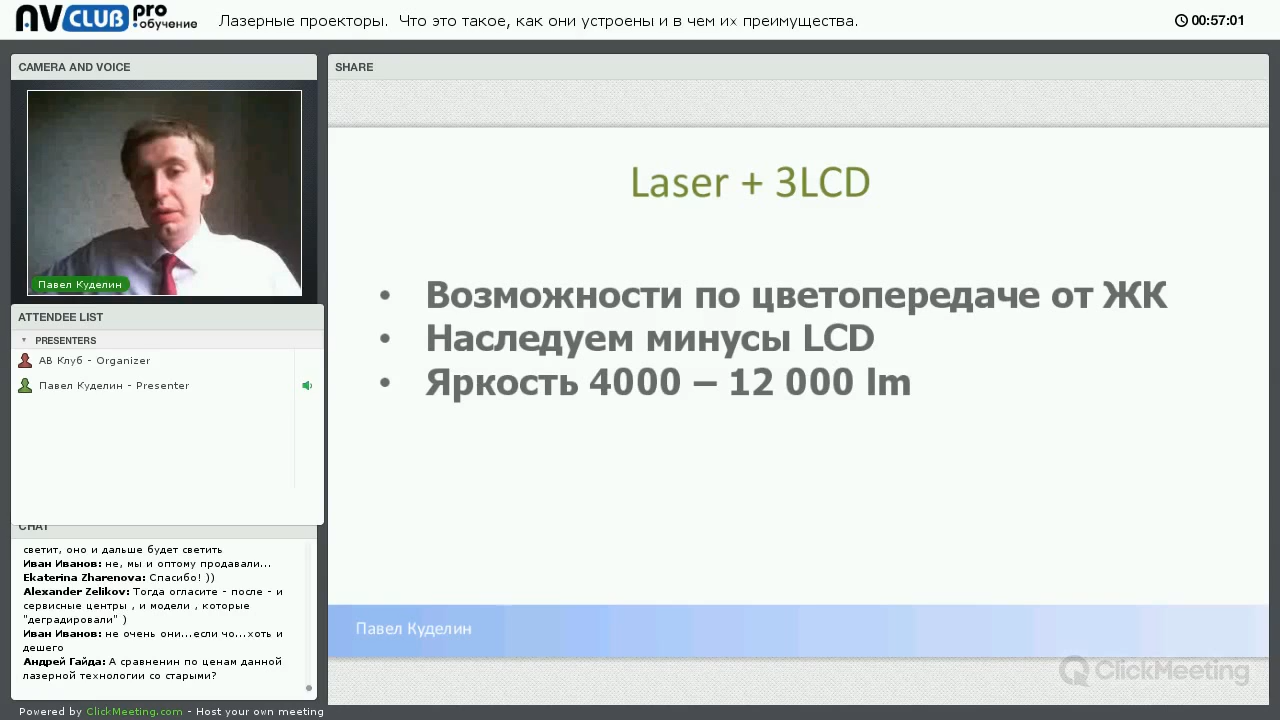 AVCLUB pro обучение
Лазерные проекторы. Что это такое, как они устроены и в чем их преимущества.
00:57:01
CAMERA AND VOICE
Павел Куделин
ATTENDEE LIST
PRESENTERS
АВ Клуб - Organizer
Павел Куделин - Presenter
CHAT
светит, оно и дальше будет светить
Иван Иванов: не, мы и оптому продавали...
Ekaterina Zharenova: Спасибо! ))
Alexander Zelikov: Тогда огласите - после - и
сервисные центры , и модели , которые
"деградировали" )
Иван Иванов: не очень они...если чо...хоть и
дешего
Андрей Гайда: А сравненин по ценам данной
лазерной технологии со старыми?
SHARE
Laser + 3LCD
• Возможности по цветопередаче от ЖК
• Наследуем минусы LCD
• Яркость 4000 – 12 000 lm
Павел Куделин
ClickMeeting
Powered by ClickMeeting.com - Host your own meeting